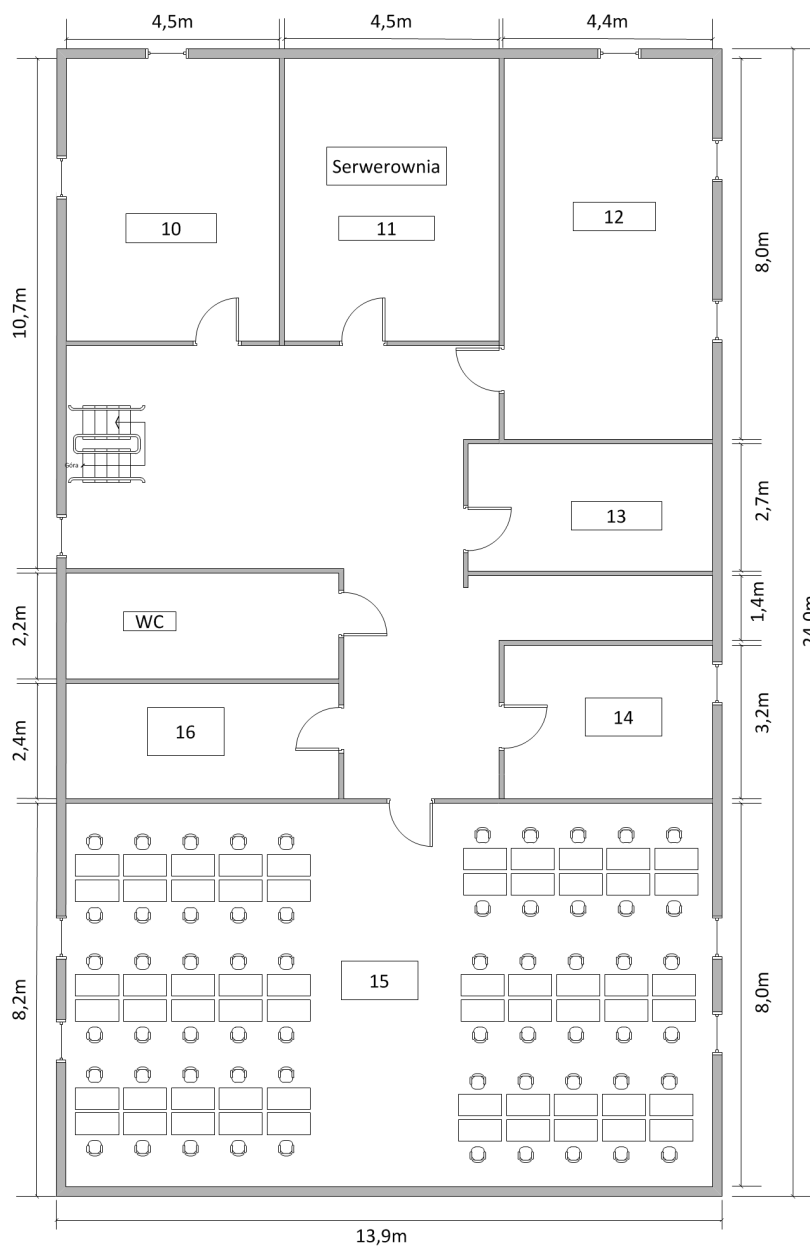 4,5m
4,5m
4,4m
Serwerownia
10
11
12
10,7m
8,0m
Góra
13
2,7m
WC
2,2m
1,4m
24,0m
16
14
2,4m
3,2m
15
8,2m
8,0m
13,9m